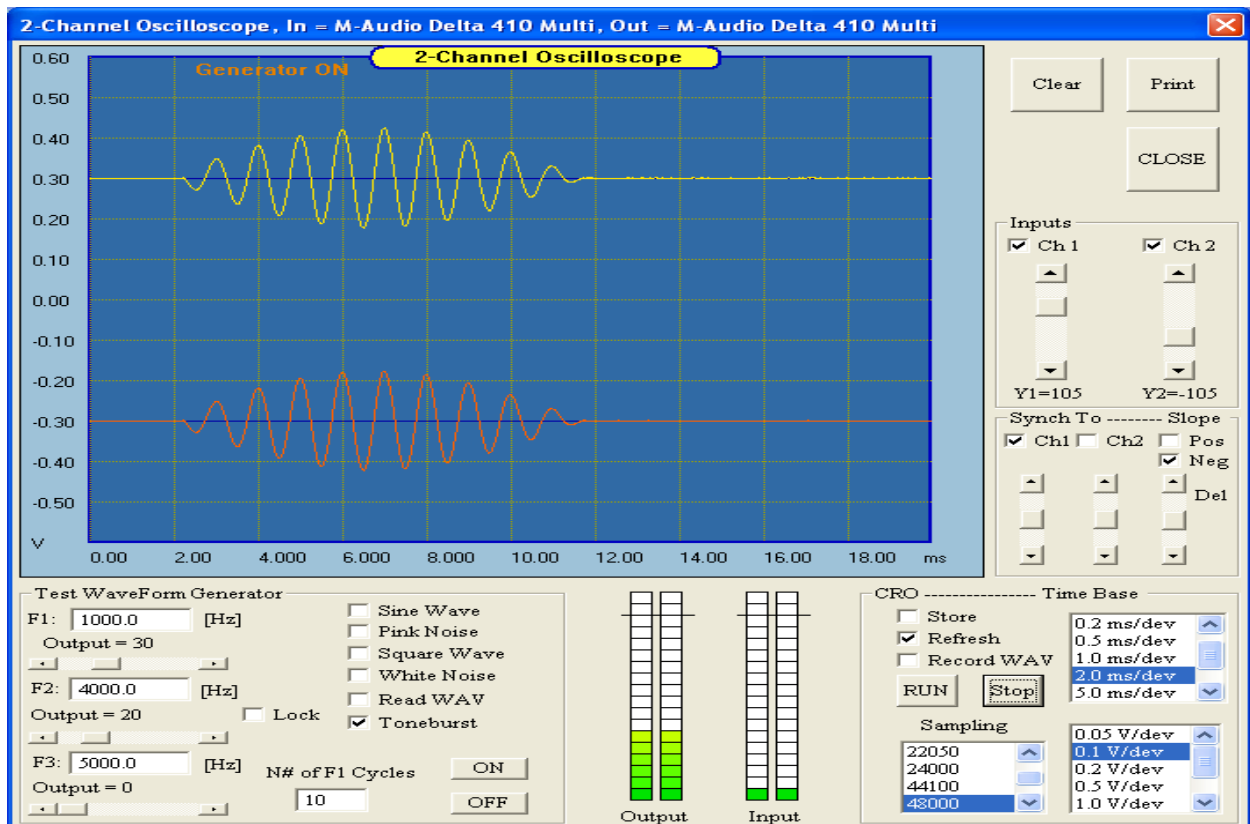 2-Channel Oscilloscope, In = M-Audio Delta 410 Multi, Out = M-Audio Delta 410 Multi
2-Channel Oscilloscope
Generator ON
0.60
0.50
0.40
0.30
0.20
0.10
0.00
-0.10
-0.20
-0.30
-0.40
-0.50
V
0.00 2.00 4.000 6.000 8.000 10.00 12.00 14.00 16.00 18.00 ms
Clear Print
CLOSE
Inputs
Ch 1 Ch 2
Y1=105 Y2=-105
Synch To -------- Slope
Ch1 Ch2 Pos
Neg
Del
Test WaveForm Generator
F1: 1000.0 [Hz]
Output = 30
F2: 4000.0 [Hz]
Output = 20 Lock
F3: 5000.0 [Hz]
Output = 0
Sine Wave
Pink Noise
Square Wave
White Noise
Read WAV
Toneburst
N# of F1 Cycles ON
10 OFF
Output Input
CRO ---------------- Time Base
Store
Refresh
Record WAV
RUN Stop
0.2 ms/dev
0.5 ms/dev
1.0 ms/dev
2.0 ms/dev
5.0 ms/dev
Sampling
22050
24000
44100
48000
0.05 V/dev
0.1 V/dev
0.2 V/dev
0.5 V/dev
1.0 V/dev